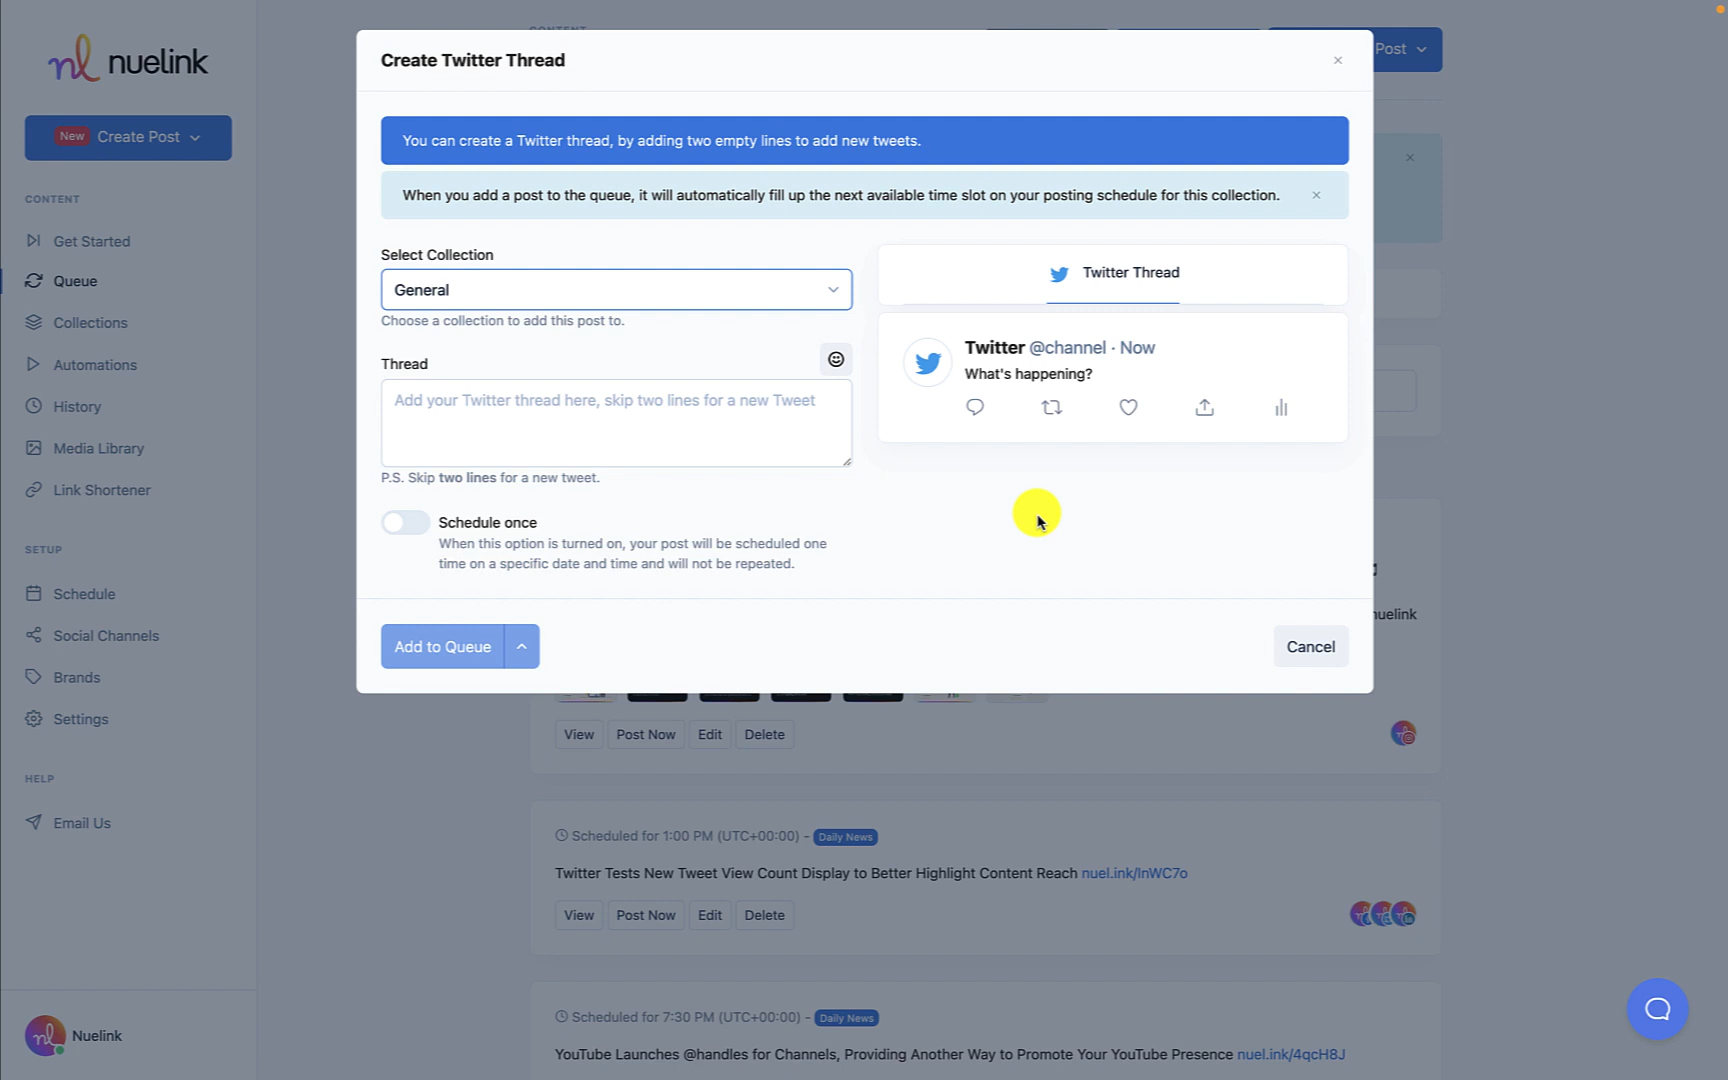 nuelink
New Create Post
CONTENT
Get Started
Queue
Collections
Automations
History
Media Library
Link Shortener
SETUP
Schedule
Social Channels
Brands
Settings
HELP
Email Us
Nuelink
Post
Create Twitter Thread
You can create a Twitter thread, by adding two empty lines to add new tweets.
When you add a post to the queue, it will automatically fill up the next available time slot on your posting schedule for this collection.
Select Collection
General
Choose a collection to add this post to.
Thread
Add your Twitter thread here, skip two lines for a new Tweet
P.S. Skip two lines for a new tweet.
Schedule once
When this option is turned on, your post will be scheduled one
time on a specific date and time and will not be repeated.
Twitter Thread
Twitter @channel · Now
What's happening?
Add to Queue
Cancel
nuelink
View Post Now Edit Delete
Scheduled for 1:00 PM (UTC+00:00) – Daily News
Twitter Tests New Tweet View Count Display to Better Highlight Content Reach nuel.ink/lnWC7o
View Post Now Edit Delete
Scheduled for 7:30 PM (UTC+00:00) – Daily News
YouTube Launches @handles for Channels, Providing Another Way to Promote Your YouTube Presence nuel.ink/4qcH8J